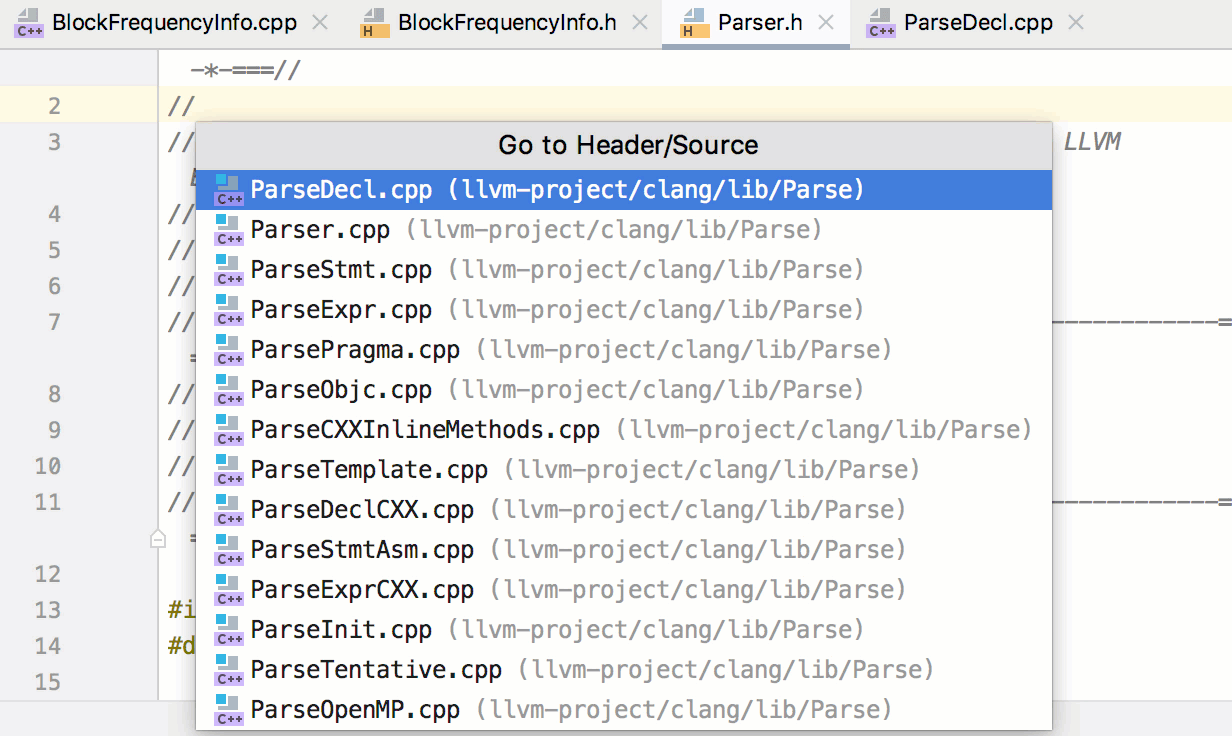 BlockFrequencyInfo.cpp BlockFrequencyInfo.h Parser.h ParseDecl.cpp
-*-===//
2 //
Go to Header/Source
3 // LLVM
ParseDecl.cpp (llvm-project/clang/lib/Parse)
4 // Parser.cpp (llvm-project/clang/lib/Parse)
5 // ParseStmt.cpp (llvm-project/clang/lib/Parse)
6 // ParseExpr.cpp (llvm-project/clang/lib/Parse)
7 //
ParsePragma.cpp (llvm-project/clang/lib/Parse)
8 // ParseObjc.cpp (llvm-project/clang/lib/Parse)
9 // ParseCXXInlineMethods.cpp (llvm-project/clang/lib/Parse)
10 // ParseTemplate.cpp (llvm-project/clang/lib/Parse)
11 // ParseDeclCXX.cpp (llvm-project/clang/lib/Parse)
ParseStmtAsm.cpp (llvm-project/clang/lib/Parse)
12 ParseExprCXX.cpp (llvm-project/clang/lib/Parse)
13 #i ParseInit.cpp (llvm-project/clang/lib/Parse)
14 #d ParseTentative.cpp (llvm-project/clang/lib/Parse)
15 ParseOpenMP.cpp (llvm-project/clang/lib/Parse)